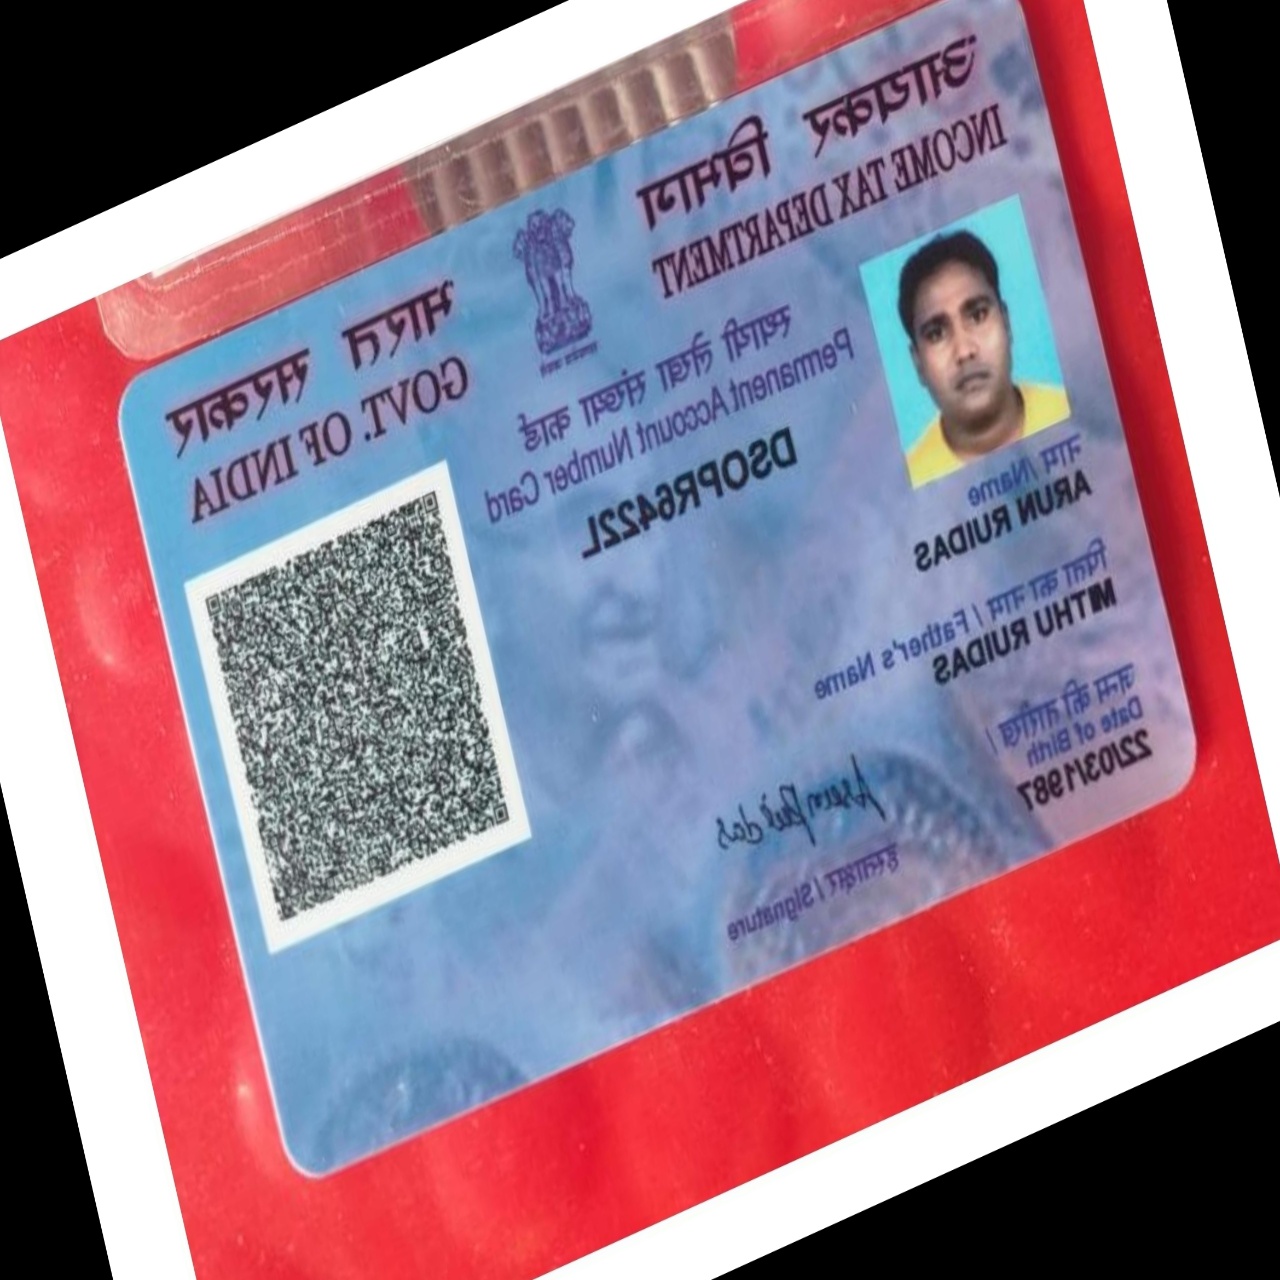 आयकर विभाग
INCOME TAX DEPARTMENT
भारत सरकार
GOVT. OF INDIA
स्थायी लेखा संख्या कार्ड
Permanent Account Number Card
DSOPR6422L
नाम / Name
ARUN RUIDAS
पिता का नाम / Father's Name
MITHU RUIDAS
जन्म की तारीख /
Date of Birth
22/03/1987
Arun Ruidas
हस्ताक्षर / Signature